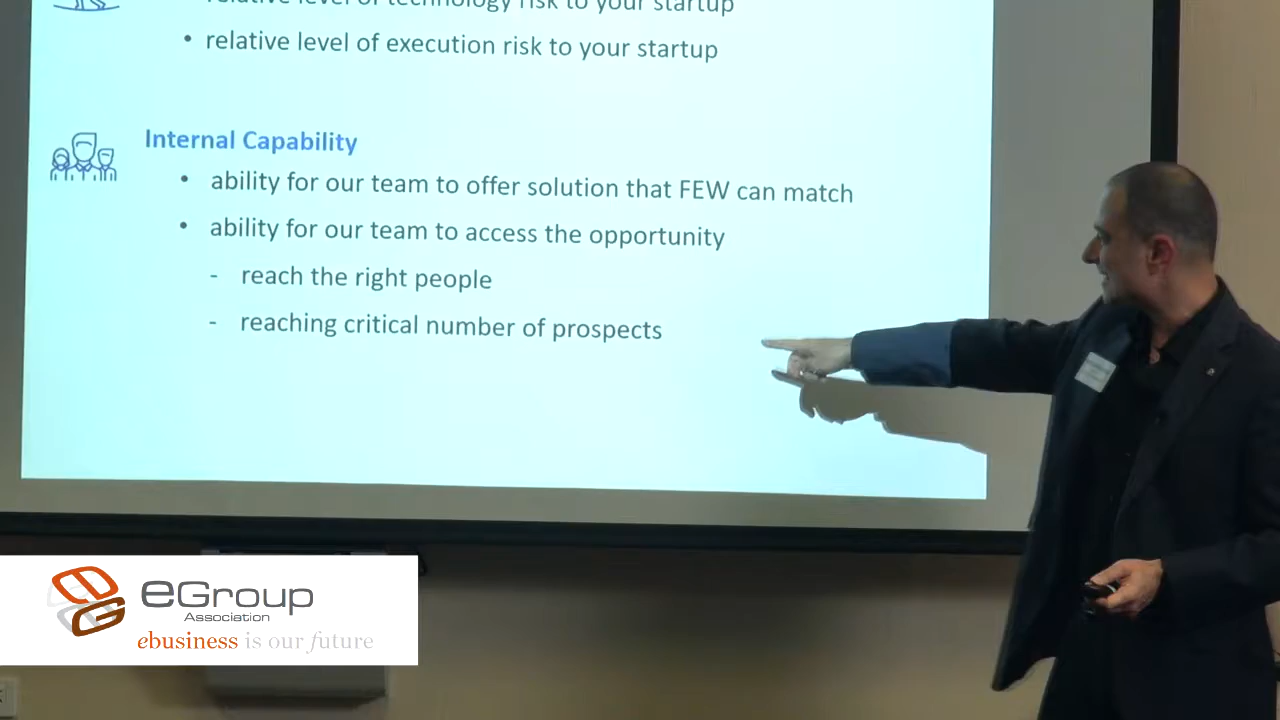 relative level of technology risk to your startup
• relative level of execution risk to your startup
Internal Capability
• ability for our team to offer solution that FEW can match
• ability for our team to access the opportunity
- reach the right people
- reaching critical number of prospects
eGroup
Association
ebusiness is our future